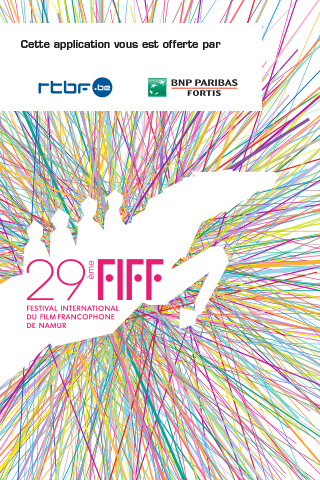 Cette application vous est offerte par
rtbf.be
BNP PARIBAS
FORTIS
29ème FIFF
FESTIVAL INTERNATIONAL
DU FILM FRANCOPHONE
DE NAMUR